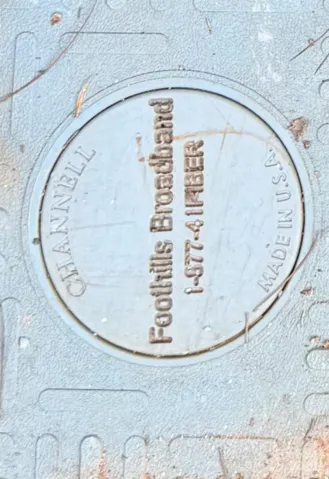 CHANNELL
Foothills Broadband
1-877-41FIBER
MADE IN U.S.A.